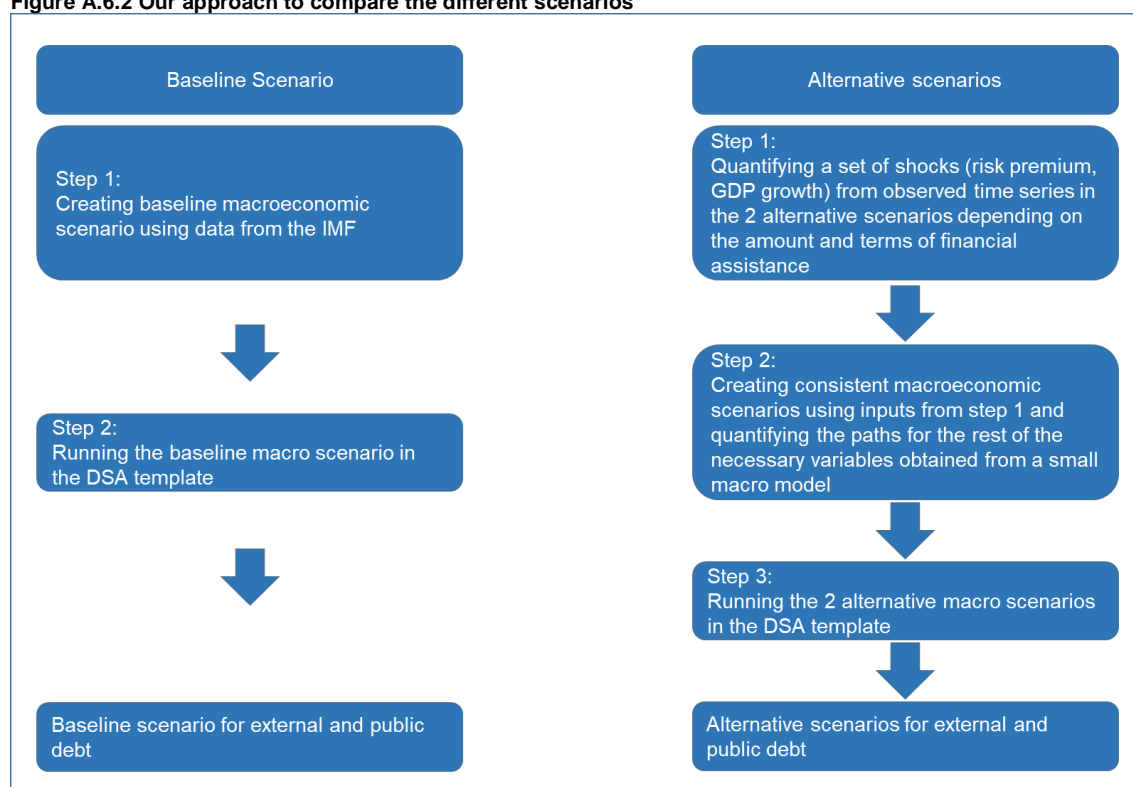 Figure A.6.2 Our approach to compare the different scenarios
Baseline Scenario
Step 1:
Creating baseline macroeconomic
scenario using data from the IMF
Step 2:
Running the baseline macro scenario in
the DSA template
Baseline scenario for external and public
debt
Alternative scenarios
Step 1:
Quantifying a set of shocks (risk premium,
GDP growth) from observed time series in
the 2 alternative scenarios depending on
the amount and terms of financial
assistance
Step 2:
Creating consistent macroeconomic
scenarios using inputs from step 1 and
quantifying the paths for the rest of the
necessary variables obtained from a small
macro model
Step 3:
Running the 2 alternative macro scenarios
in the DSA template
Alternative scenarios for external and
public debt